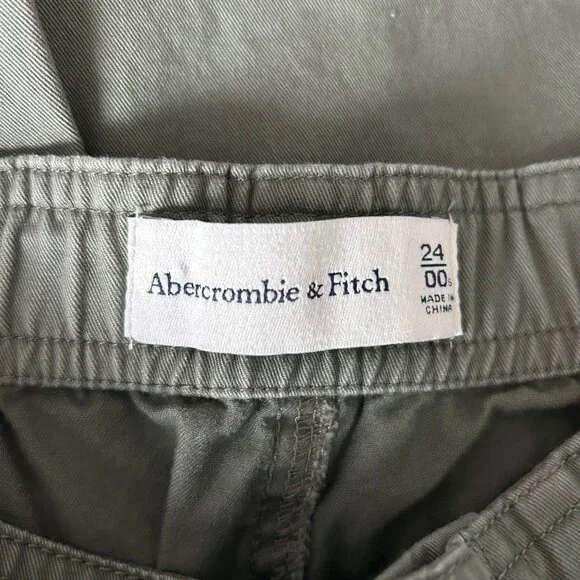 Abercrombie & Fitch
24
00s
MADE IN
CHINA